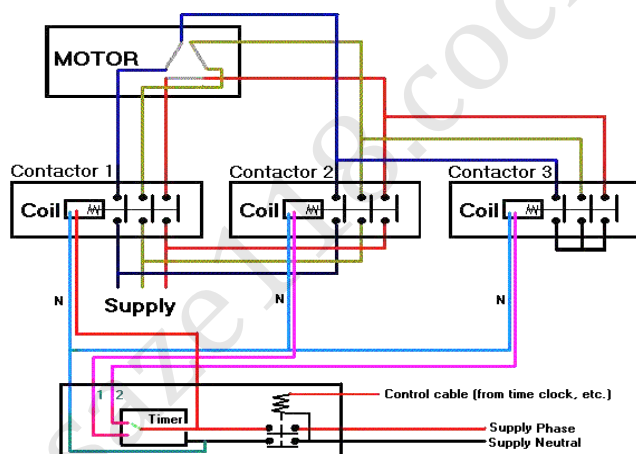 MOTOR
Contactor 1
Contactor 2
Contactor 3
Coil
Coil
Coil
N
Supply
N
N
1 2
Timer
Control cable (from time clock, etc.)
Supply Phase
Supply Neutral